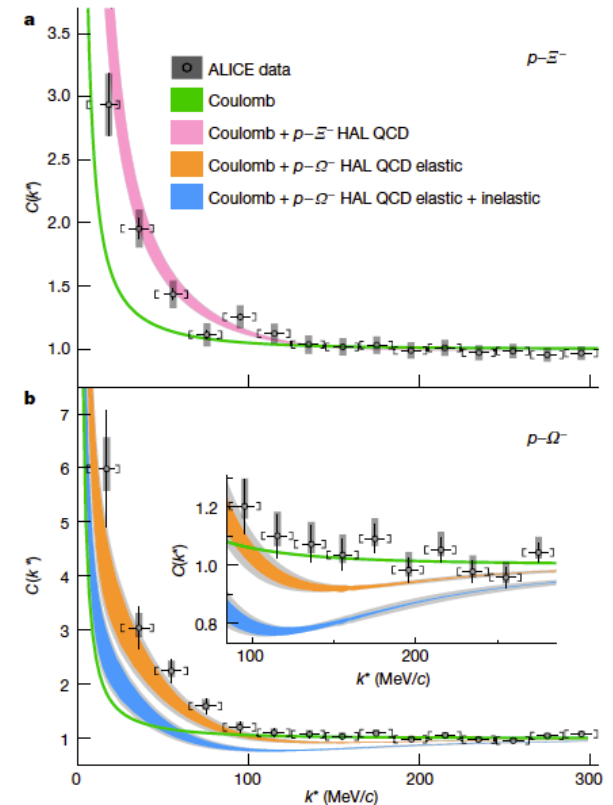 a
p–Ξ⁻
ALICE data
Coulomb
Coulomb + p–Ξ⁻ HAL QCD
Coulomb + p–Ω⁻ HAL QCD elastic
Coulomb + p–Ω⁻ HAL QCD elastic + inelastic
C(k*)
3.5
3.0
2.5
2.0
1.5
1.0
b
p–Ω⁻
C(k*)
7
6
5
4
3
2
1
C(k*)
1.2
1.0
0.8
100 200
k* (MeV/c)
0 100 200 300
k* (MeV/c)